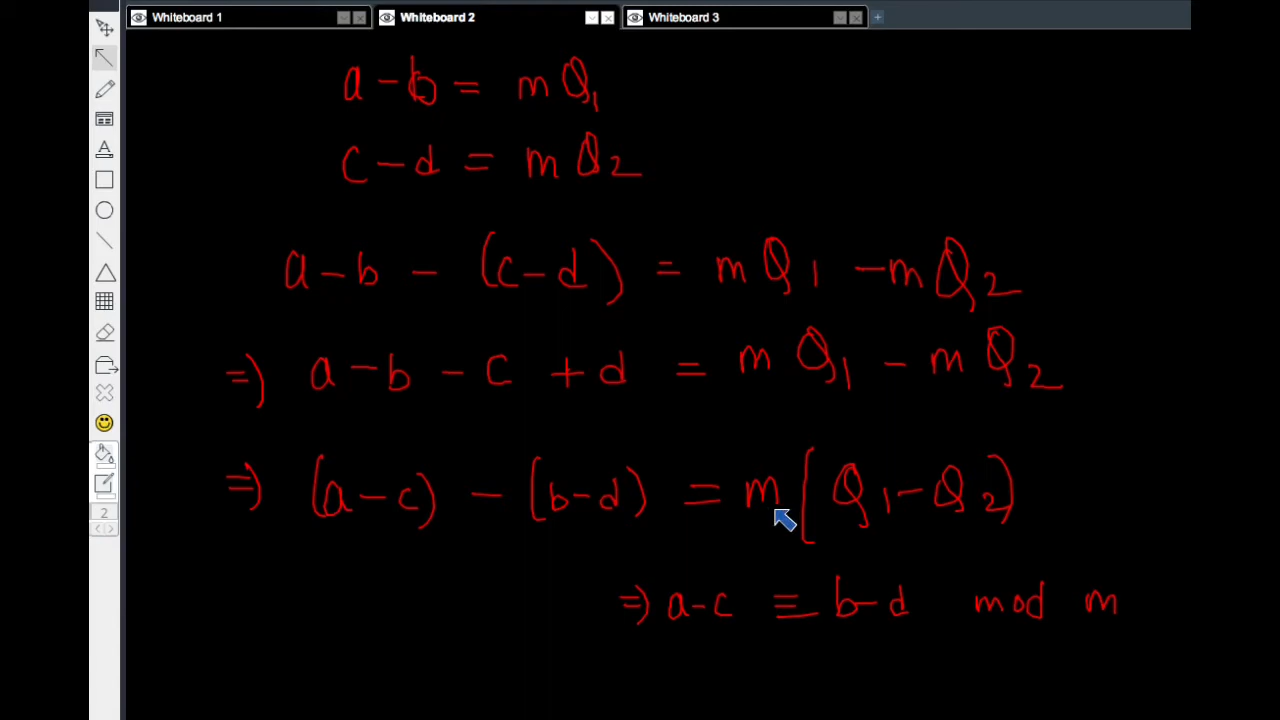 Whiteboard 1 Whiteboard 2 Whiteboard 3 +
a - b = mQ₁
c - d = mQ₂
a - b - (c - d) = mQ1 - mQ₂
⇒) a - b - c + d = mQ₁ - mQ₂
⇒) (a - c) - (b - d) = m(Q₁ - Q₂)
⇒) a - c ≡ b - d mod m
2